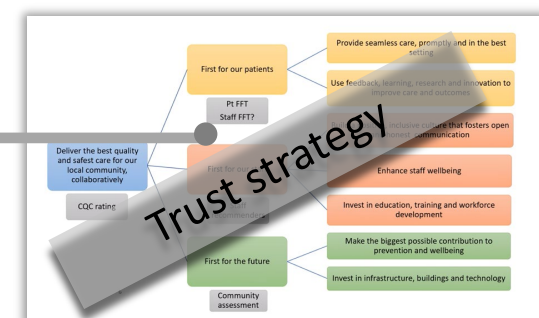 Provide seamless care, promptly and in the best
setting
First for our patients
Use feedback, learning, research and innovation to
improve care and outcomes
Pt FFT
Staff FFT?
inclusive culture that fosters open
honest communication
Deliver the best quality
and safest care for our
local community,
collaboratively
First for our
Enhance staff wellbeing
CQC rating
Trust strategy
Invest in education, training and workforce
development
Make the biggest possible contribution to
prevention and wellbeing
First for the future
Invest in infrastructure, buildings and technology
Community
assessment